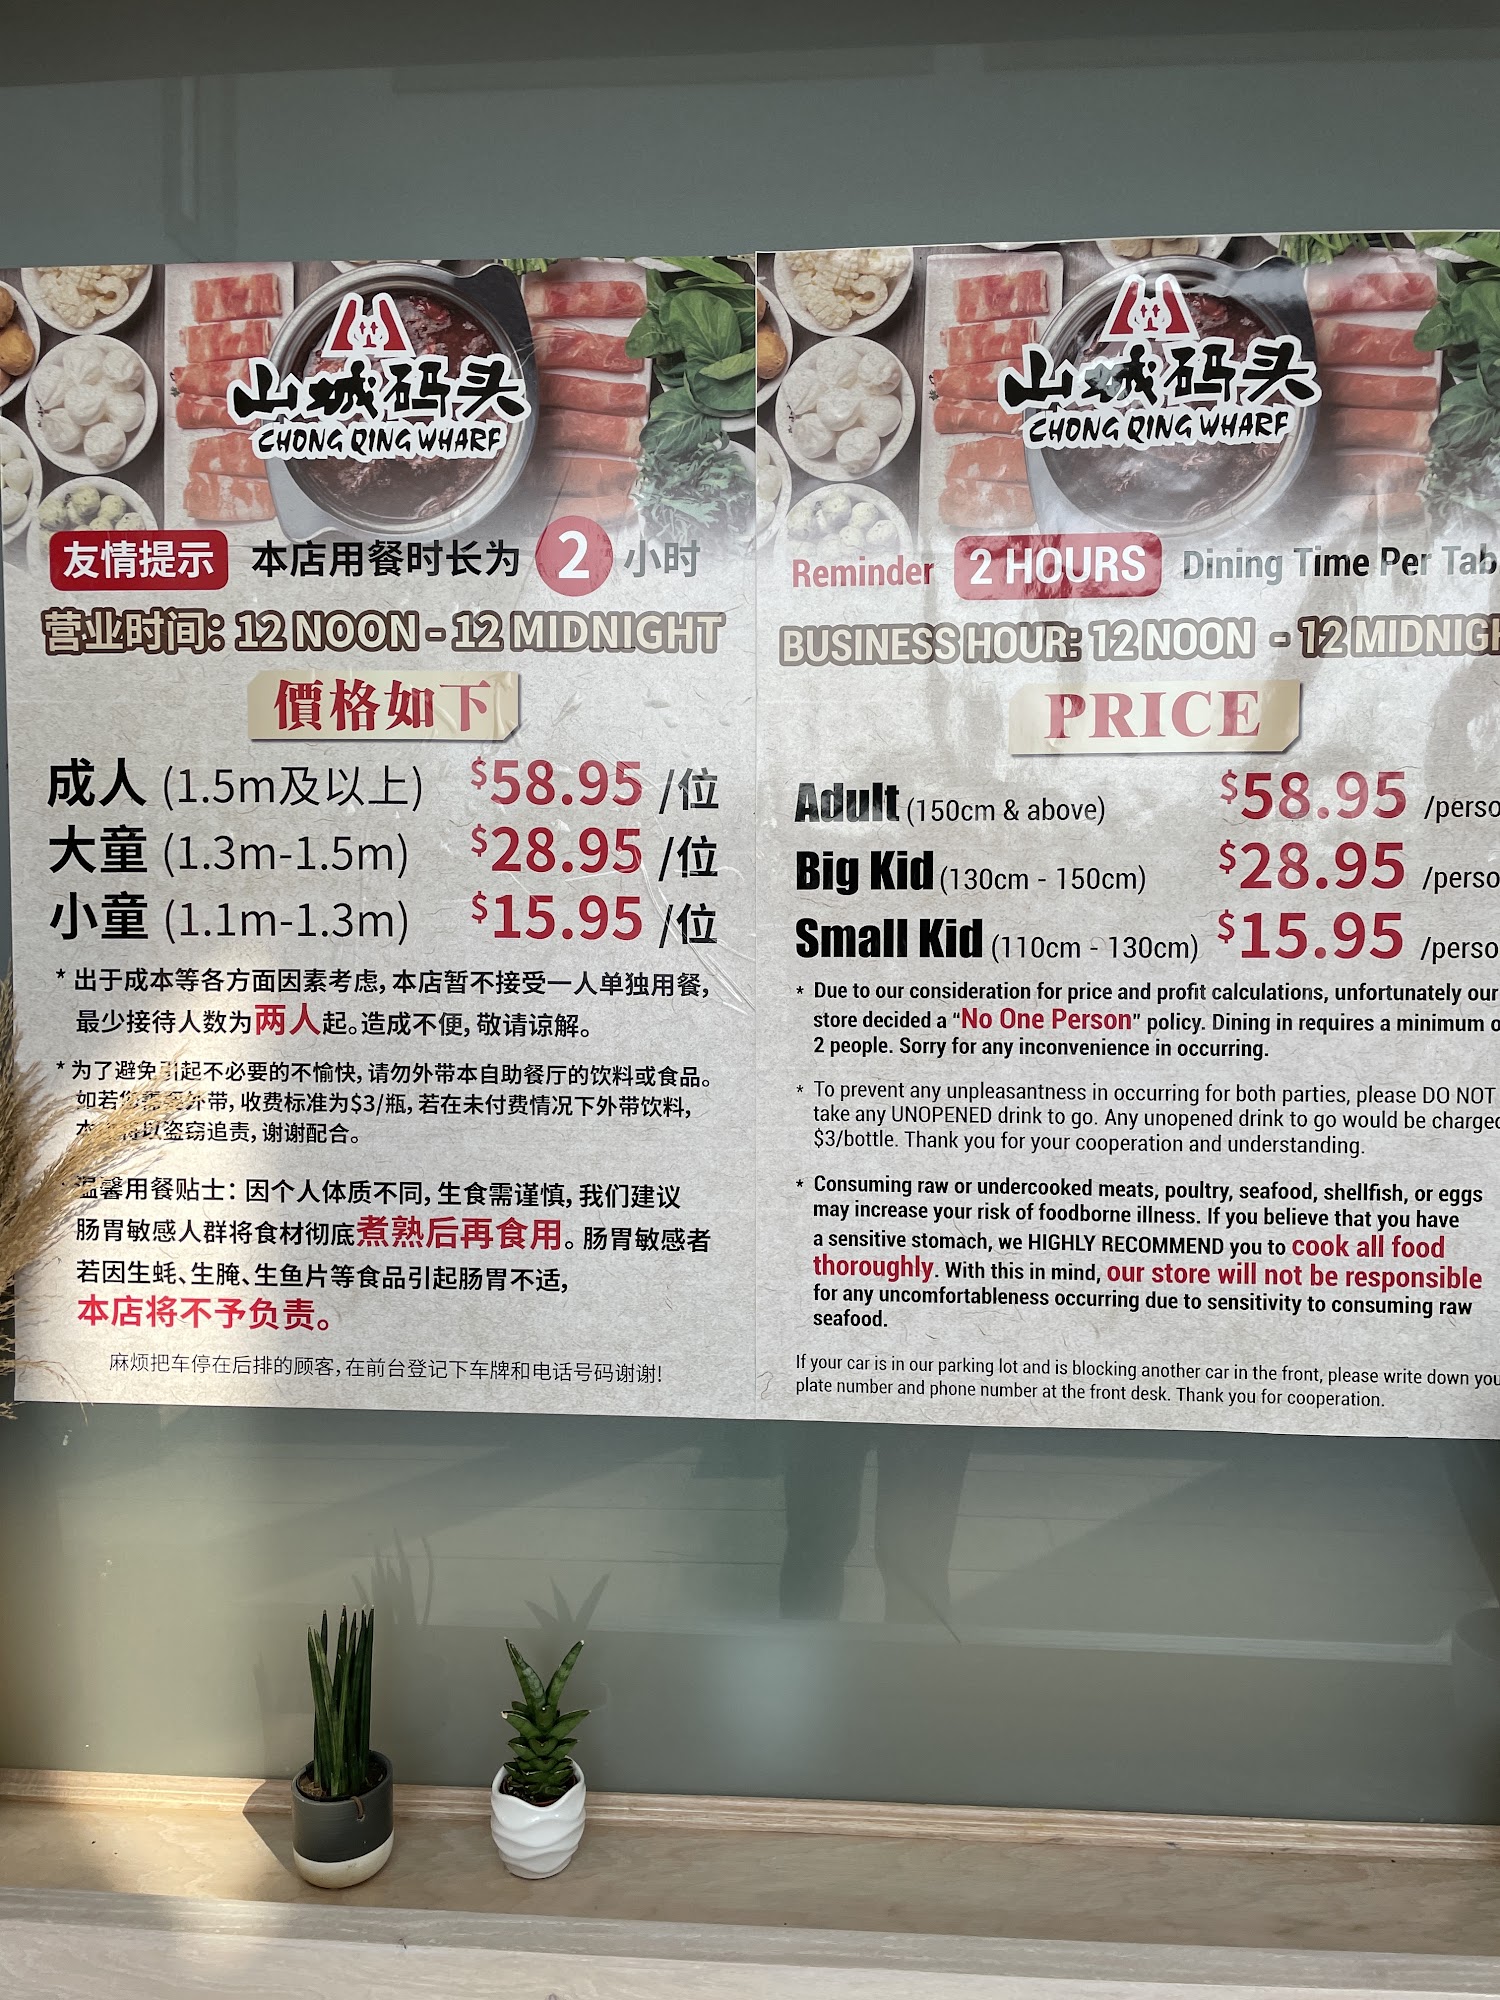 山城码头
CHONG QING WHARF
友情提示 本店用餐时长为 2 小时
营业时间: 12 NOON - 12 MIDNIGHT
價格如下
成人 (1.5m及以上) $58.95 /位
大童 (1.3m-1.5m) $28.95 /位
小童 (1.1m-1.3m) $15.95 /位
* 出于成本等各方面因素考虑, 本店暂不接受一人单独用餐,
最少接待人数为两人起。造成不便, 敬请谅解。
* 为了避免引起不必要的不愉快, 请勿外带本自助餐厅的饮料或食品。
如若 外带, 收费标准为$3/瓶, 若在未付费情况下外带饮料,
以盗窃追责, 谢谢配合。
温馨用餐贴士: 因个人体质不同, 生食需谨慎, 我们建议
肠胃敏感人群将食材彻底煮熟后再食用。肠胃敏感者
若因生蚝、生腌、生鱼片等食品引起肠胃不适,
本店将不予负责。
麻烦把车停在后排的顾客, 在前台登记下车牌和电话号码谢谢!
山城码头
CHONG QING WHARF
Reminder 2 HOURS Dining Time Per Tab
BUSINESS HOUR: 12 NOON - 12 MIDNIGH
PRICE
Adult (150cm & above) $58.95 /perso
Big Kid (130cm - 150cm) $28.95 /perso
Small Kid (110cm - 130cm) $15.95 /perso
* Due to our consideration for price and profit calculations, unfortunately our
store decided a "No One Person" policy. Dining in requires a minimum o
2 people. Sorry for any inconvenience in occurring.
* To prevent any unpleasantness in occurring for both parties, please DO NOT
take any UNOPENED drink to go. Any unopened drink to go would be charged
$3/bottle. Thank you for your cooperation and understanding.
* Consuming raw or undercooked meats, poultry, seafood, shellfish, or eggs
may increase your risk of foodborne illness. If you believe that you have
a sensitive stomach, we HIGHLY RECOMMEND you to cook all food
thoroughly. With this in mind, our store will not be responsible
for any uncomfortableness occurring due to sensitivity to consuming raw
seafood.
If your car is in our parking lot and is blocking another car in the front, please write down you
plate number and phone number at the front desk. Thank you for cooperation.